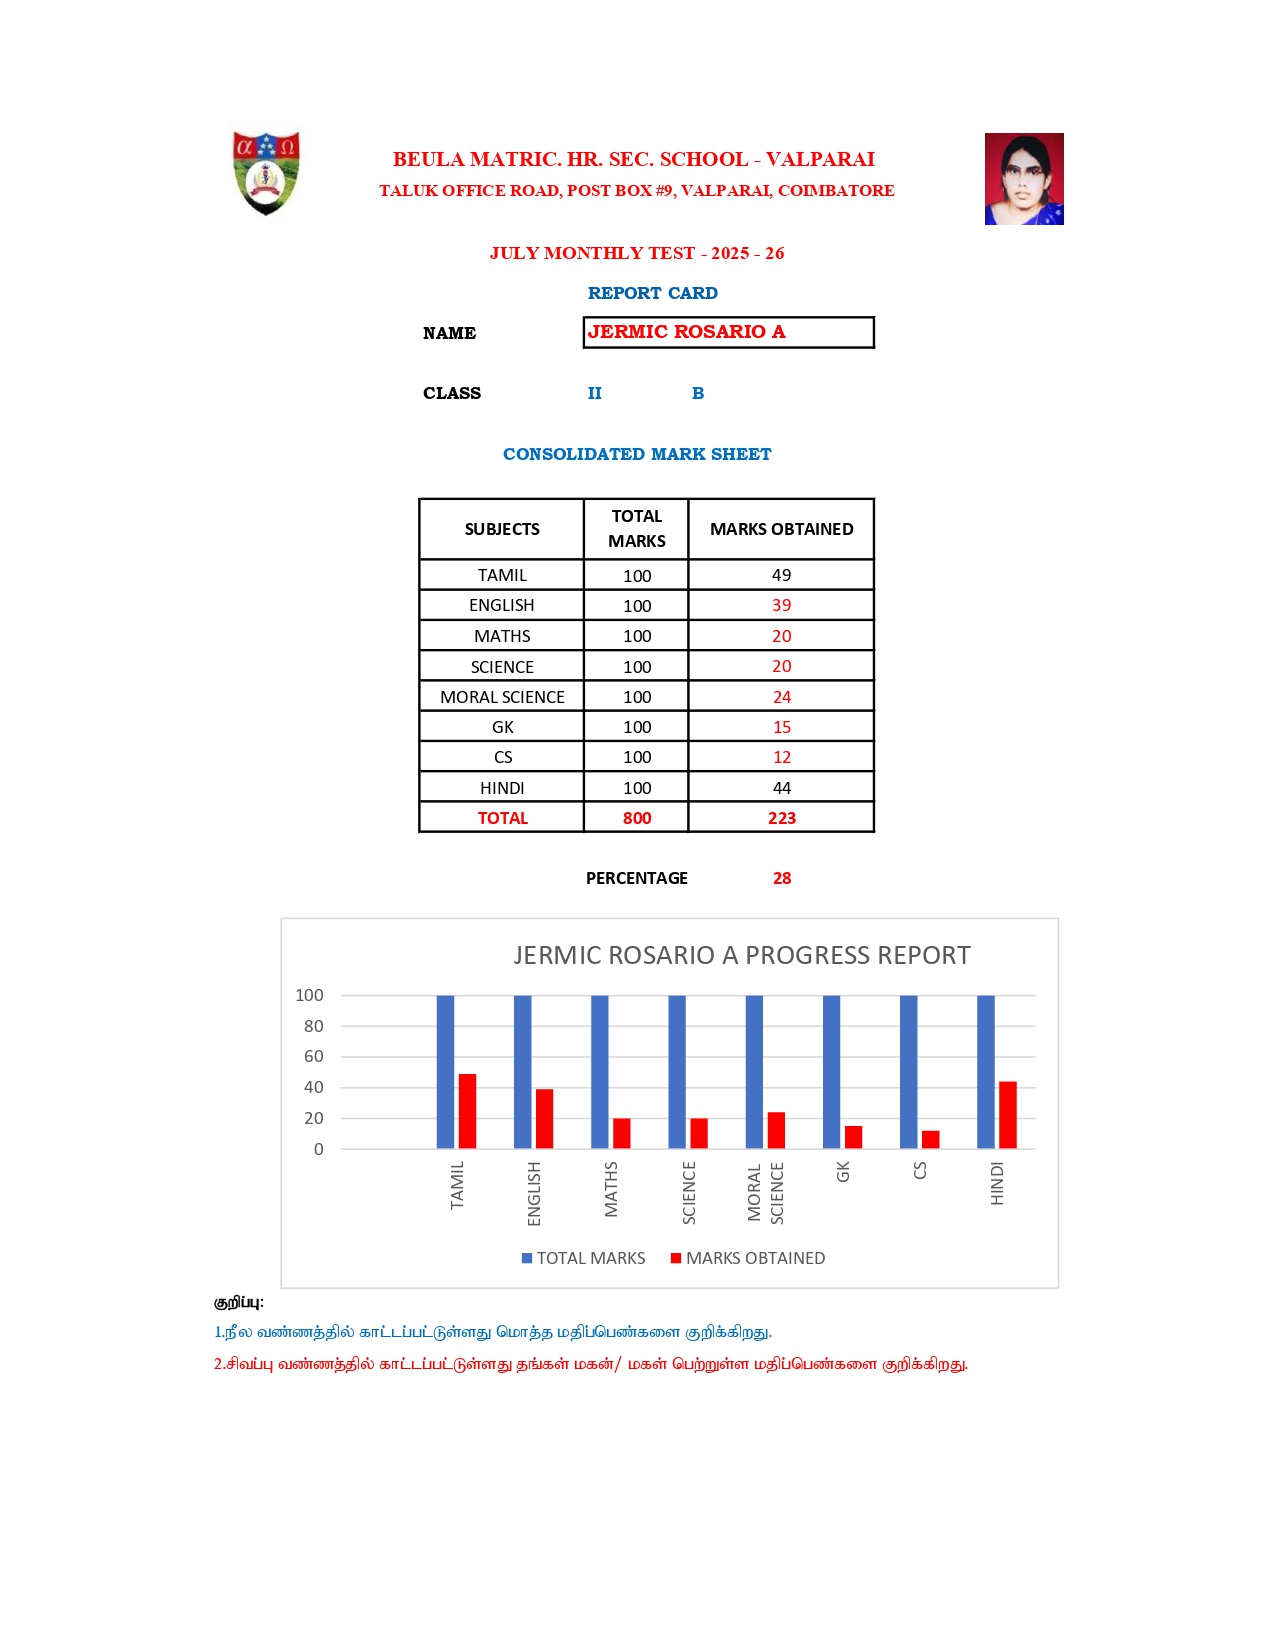 α Ω
BEULA MATRIC. HR. SEC. SCHOOL - VALPARAI
TALUK OFFICE ROAD, POST BOX #9, VALPARAI, COIMBATORE
JULY MONTHLY TEST - 2025 - 26
REPORT CARD
NAME JERMIC ROSARIO A
CLASS II B
CONSOLIDATED MARK SHEET
SUBJECTS TOTAL MARKS MARKS OBTAINED
TAMIL 100 49
ENGLISH 100 39
MATHS 100 20
SCIENCE 100 20
MORAL SCIENCE 100 24
GK 100 15
CS 100 12
HINDI 100 44
TOTAL 800 223
PERCENTAGE 28
JERMIC ROSARIO A PROGRESS REPORT
100
80
60
40
20
0
TAMIL ENGLISH MATHS SCIENCE MORAL SCIENCE GK CS HINDI
TOTAL MARKS MARKS OBTAINED
குறிப்பு:
1.நீல வண்ணத்தில் காட்டப்பட்டுள்ளது மொத்த மதிப்பெண்களை குறிக்கிறது.
2.சிவப்பு வண்ணத்தில் காட்டப்பட்டுள்ளது தங்கள் மகன்/ மகள் பெற்றுள்ள மதிப்பெண்களை குறிக்கிறது.